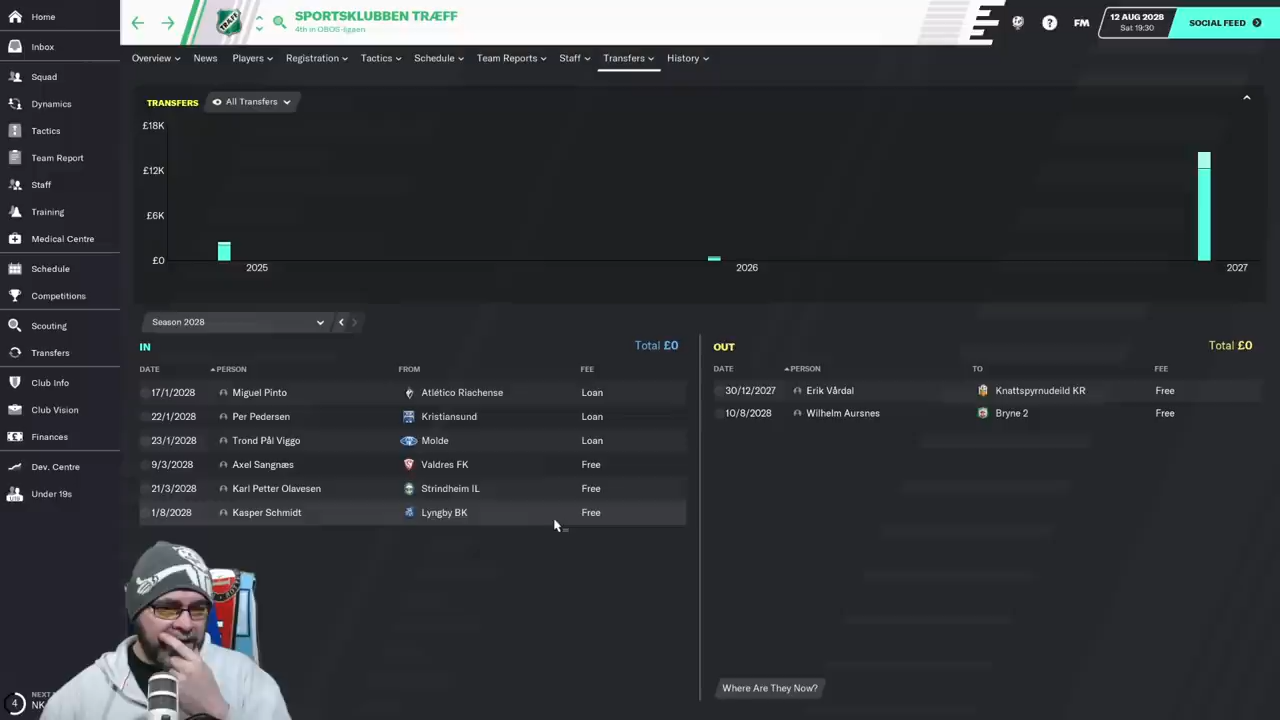 Home
Inbox
Squad
Dynamics
Tactics
Team Report
Staff
Training
Medical Centre
Schedule
Competitions
Scouting
Transfers
Club Info
Club Vision
Finances
Dev. Centre
Under 19s
4
NK
SPORTSKLUBBEN TRÆFF
4th in OBOS-ligaen
FM
12 AUG 2028
Sat 19:30
SOCIAL FEED
Overview News Players Registration Tactics Schedule Team Reports Staff Transfers History
TRANSFERS All Transfers
£18K
£12K
£6K
£0
2025 2026 2027
Season 2028
IN Total £0
DATE PERSON FROM FEE
17/1/2028 Miguel Pinto Atlético Riachense Loan
22/1/2028 Per Pedersen Kristiansund Loan
23/1/2028 Trond Pål Viggo Molde Loan
9/3/2028 Axel Sangnæs Valdres FK Free
21/3/2028 Karl Petter Olavesen Strindheim IL Free
1/8/2028 Kasper Schmidt Lyngby BK Free
OUT Total £0
DATE PERSON TO FEE
30/12/2027 Erik Vårdal Knattspyrnudeild KR Free
10/8/2028 Wilhelm Aursnes Bryne 2 Free
Where Are They Now?